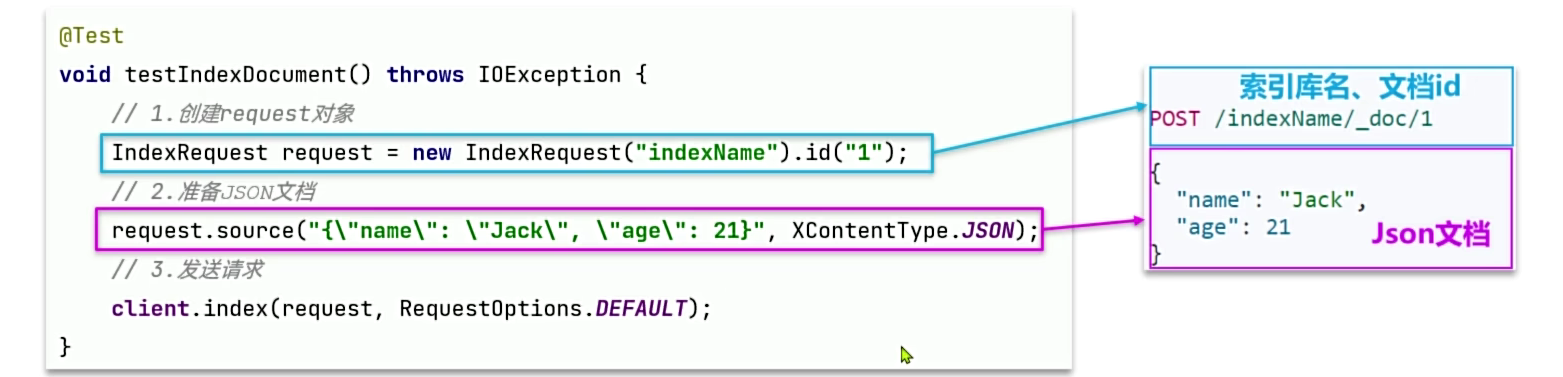 @Test
void testIndexDocument() throws IOException {
// 1.创建request对象
IndexRequest request = new IndexRequest("indexName").id("1");
// 2.准备JSON文档
request.source("{\"name\": \"Jack\", \"age\": 21}", XContentType.JSON);
// 3.发送请求
client.index(request, RequestOptions.DEFAULT);
}
索引库名、文档id
POST /indexName/_doc/1
{
"name": "Jack",
"age": 21
Json文档
}